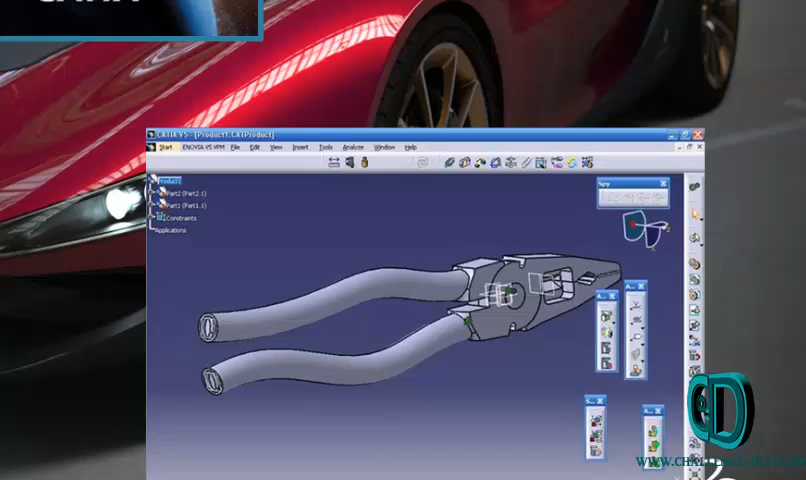 CATIA V5 - [Product1.CATProduct]
Start ENOVIA V5 VPM File Edit View Insert Tools Analyze Window Help
Product1
Part2 (Part2.1)
Part1 (Part1.1)
Constraints
Applications
Spy
A...
A...
S...
A...